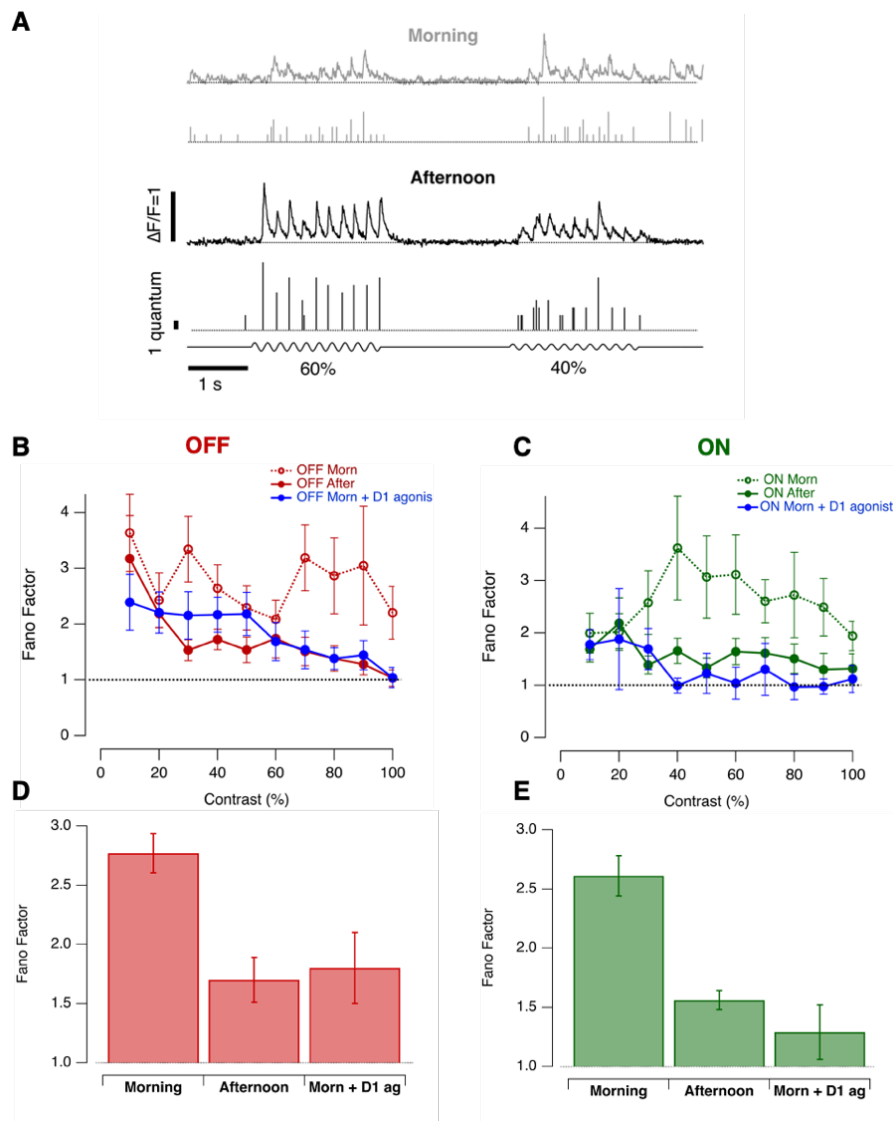 A
Morning
Afternoon
ΔF/F=1
1 quantum
1 s
60%
40%
B
OFF
OFF Morn
OFF After
OFF Morn + D1 agonis
4
3
2
1
0
Fano Factor
0 20 40 60 80 100
Contrast (%)
C
ON
ON Morn
ON After
ON Morn + D1 agonist
4
3
2
1
0
Fano Factor
0 20 40 60 80 100
Contrast (%)
D
3.0
2.5
2.0
1.5
1.0
Fano Factor
Morning Afternoon Morn + D1 ag
E
3.0
2.5
2.0
1.5
1.0
Fano Factor
Morning Afternoon Morn + D1 ag